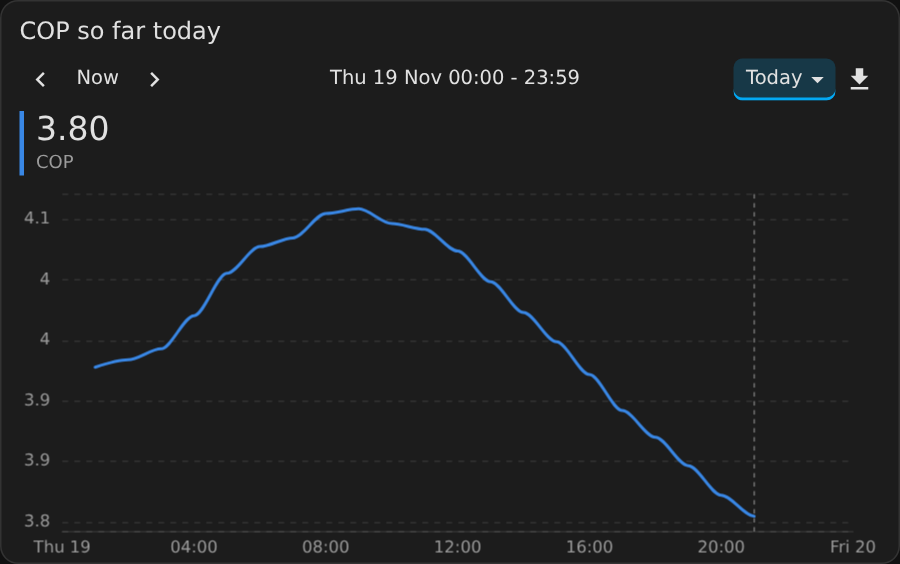 COP so far today
Now
Thu 19 Nov 00:00 - 23:59
Today
3.80
COP
4.1
4
4
3.9
3.9
3.8
Thu 19 04:00 08:00 12:00 16:00 20:00 Fri 20